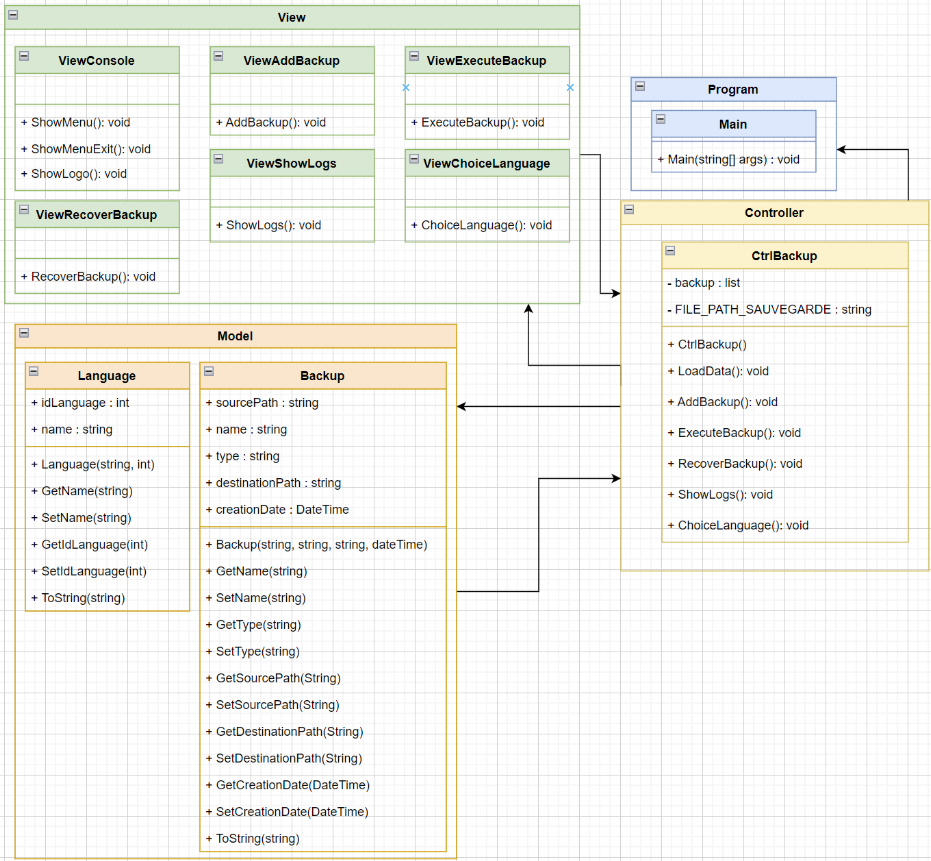 View
ViewConsole
+ ShowMenu(): void
+ ShowMenuExit(): void
+ ShowLogo(): void
ViewAddBackup
+ AddBackup(): void
ViewExecuteBackup
+ ExecuteBackup(): void
ViewShowLogs
+ ShowLogs(): void
ViewChoiceLanguage
+ ChoiceLanguage(): void
ViewRecoverBackup
+ RecoverBackup(): void
Program
Main
+ Main(string[] args) : void
Controller
CtrlBackup
- backup : list
- FILE_PATH_SAUVEGARDE : string
+ CtrlBackup()
+ LoadData(): void
+ AddBackup(): void
+ ExecuteBackup(): void
+ RecoverBackup(): void
+ ShowLogs(): void
+ ChoiceLanguage(): void
Model
Language
+ idLanguage : int
+ name : string
+ Language(string, int)
+ GetName(string)
+ SetName(string)
+ GetIdLanguage(int)
+ SetIdLanguage(int)
+ ToString(string)
Backup
+ sourcePath : string
+ name : string
+ type : string
+ destinationPath : string
+ creationDate : DateTime
+ Backup(string, string, string, dateTime)
+ GetName(string)
+ SetName(string)
+ GetType(string)
+ SetType(string)
+ GetSourcePath(String)
+ SetSourcePath(String)
+ GetDestinationPath(String)
+ SetDestinationPath(String)
+ GetCreationDate(DateTime)
+ SetCreationDate(DateTime)
+ ToString(string)